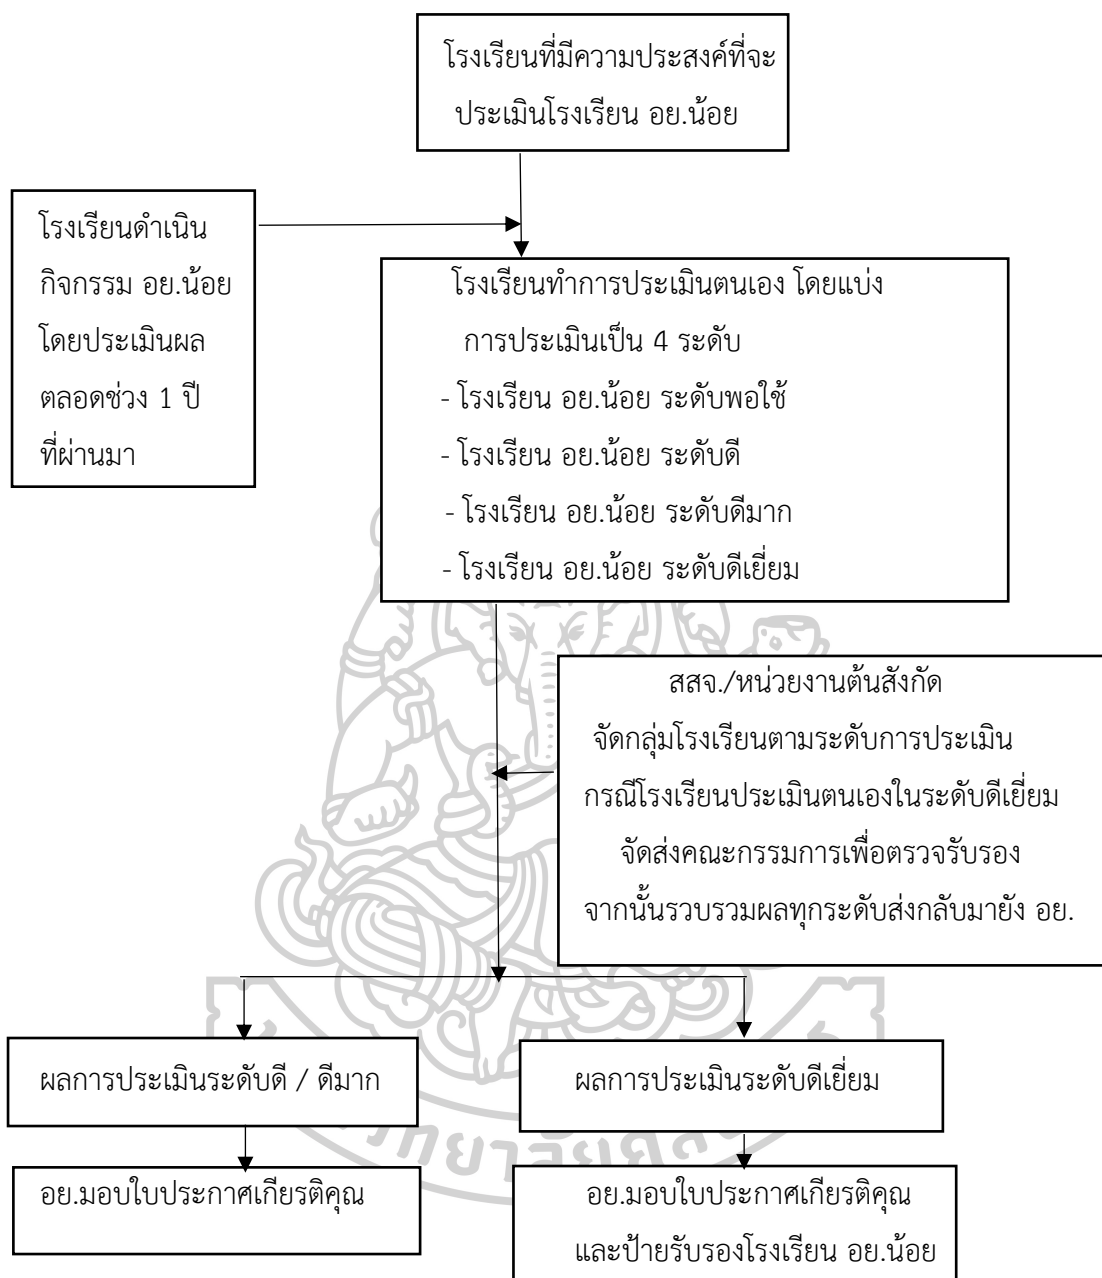 โรงเรียนที่มีความประสงค์ที่จะ
ประเมินโรงเรียน อย.น้อย
โรงเรียนดำเนิน
กิจกรรม อย.น้อย
โดยประเมินผล
ตลอดช่วง 1 ปี
ที่ผ่านมา
โรงเรียนทำการประเมินตนเอง โดยแบ่ง
การประเมินเป็น 4 ระดับ
- โรงเรียน อย.น้อย ระดับพอใช้
- โรงเรียน อย.น้อย ระดับดี
- โรงเรียน อย.น้อย ระดับดีมาก
- โรงเรียน อย.น้อย ระดับดีเยี่ยม
สสจ./หน่วยงานต้นสังกัด
จัดกลุ่มโรงเรียนตามระดับการประเมิน
กรณีโรงเรียนประเมินตนเองในระดับดีเยี่ยม
จัดส่งคณะกรรมการเพื่อตรวจรับรอง
จากนั้นรวบรวมผลทุกระดับส่งกลับมายัง อย.
ผลการประเมินระดับดี / ดีมาก
ผลการประเมินระดับดีเยี่ยม
อย.มอบใบประกาศเกียรติคุณ
อย.มอบใบประกาศเกียรติคุณ
และป้ายรับรองโรงเรียน อย.น้อย